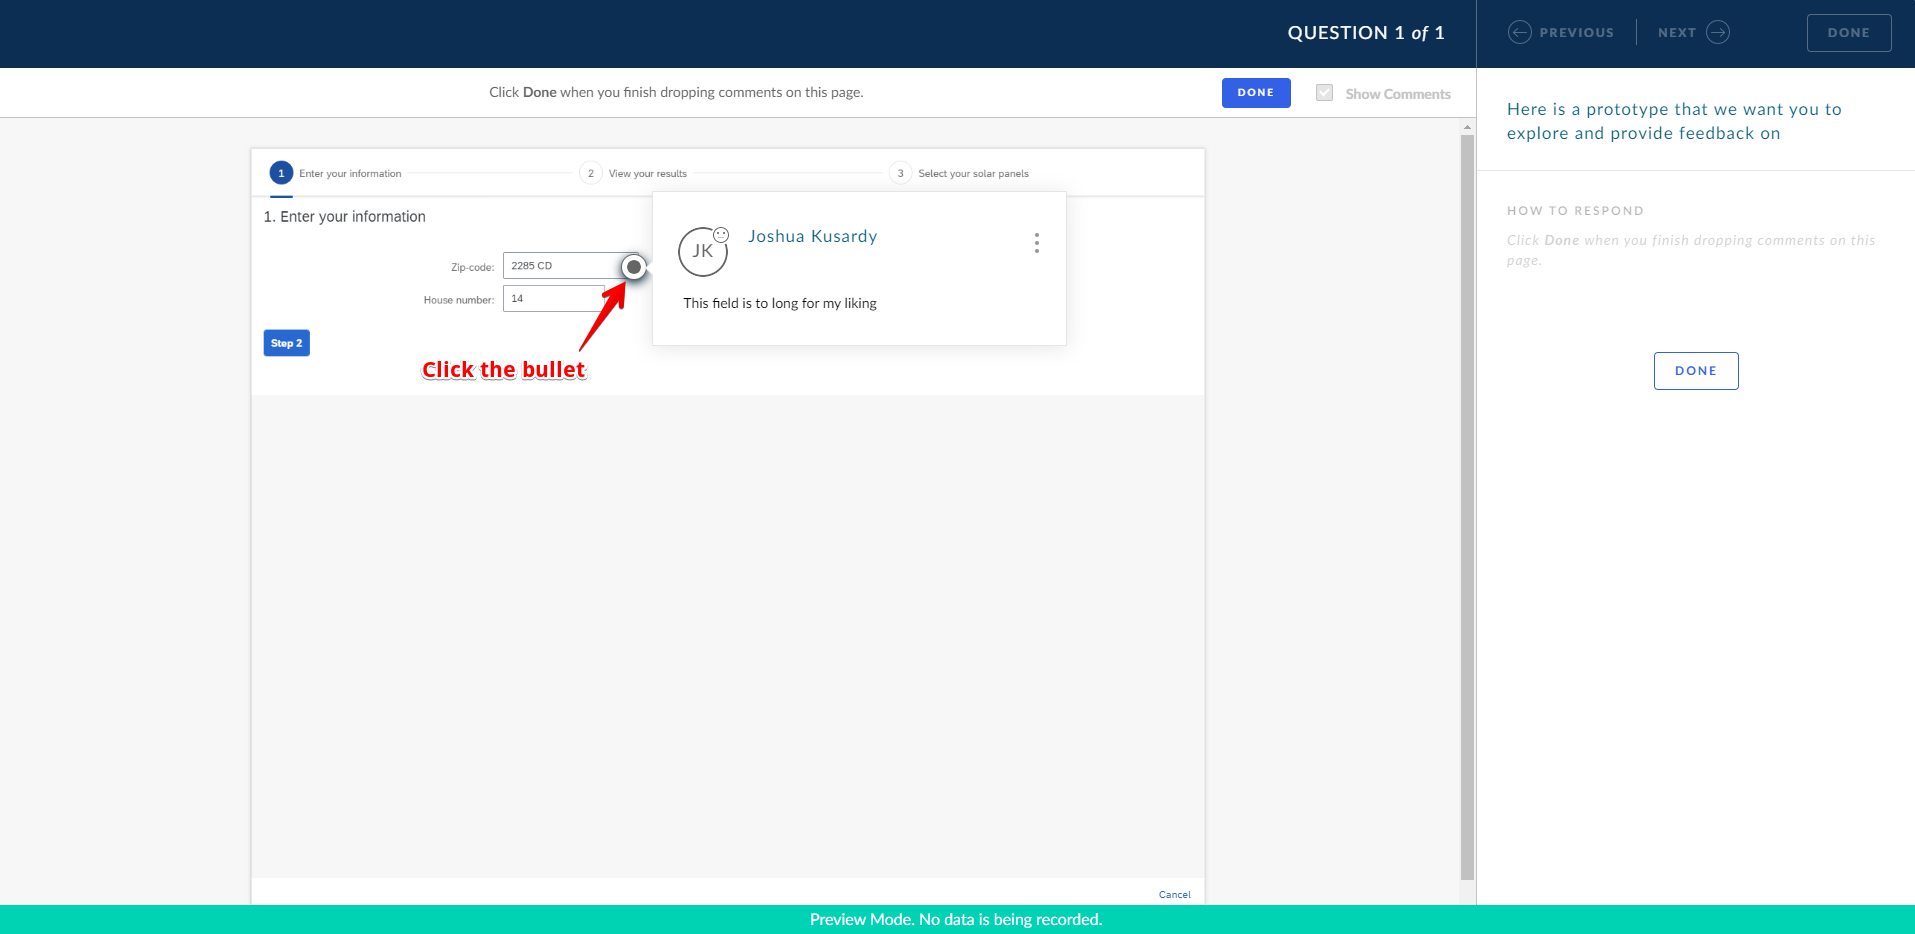 QUESTION 1 of 1
PREVIOUS
NEXT
DONE
Click Done when you finish dropping comments on this page.
DONE
Show Comments
Here is a prototype that we want you to
explore and provide feedback on
HOW TO RESPOND
Click Done when you finish dropping comments on this
page.
DONE
1 Enter your information
2 View your results
3 Select your solar panels
1. Enter your information
Zip-code: 2285 CD
House number: 14
Step 2
JK
Joshua Kusardy
This field is to long for my liking
Click the bullet
Cancel
Preview Mode. No data is being recorded.